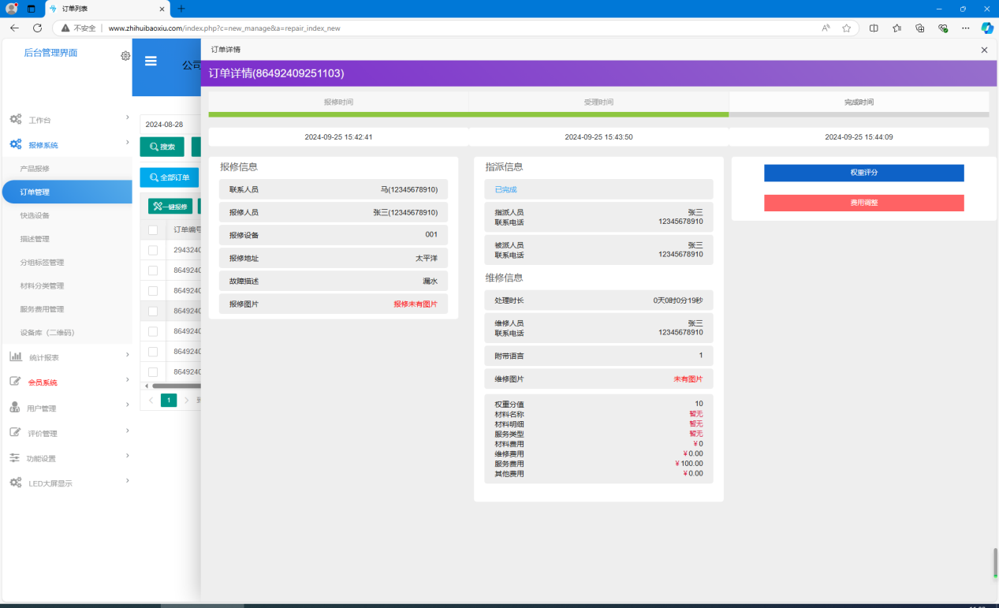 订单列表
不安全
www.zhihuibaoxiu.com/index.php?c=new_manage&a=repair_index_new
后台管理界面
公司
工作台
报修系统
产品报修
订单管理
快选设备
描述管理
分组标签管理
材料分类管理
服务费用管理
设备库（二维码）
统计报表
会员系统
用户管理
评价管理
功能设置
LED大屏显示
2024-08-28
搜索
全部订单
一键报修
订单编号
294324
864924
864924
864924
864924
864924
864924
1
订单详情
订单详情(86492409251103)
报修时间
受理时间
完成时间
2024-09-25 15:42:41
2024-09-25 15:43:50
2024-09-25 15:44:09
报修信息
联系人员 马(12345678910)
报修人员 张三(12345678910)
报修设备 001
报修地址 太平洋
故障描述 漏水
报修图片 报修未有图片
指派信息
已完成
指派人员 张三
联系电话 12345678910
被派人员 张三
联系电话 12345678910
维修信息
处理时长 0天0时0分19秒
维修人员 张三
联系电话 12345678910
附带语言 1
维修图片 未有图片
权重分值 10
材料名称 暂无
材料明细 暂无
服务类型 暂无
材料费用 ¥0
维修费用 ¥0.00
服务费用 ¥100.00
其他费用 ¥0.00
权重评分
费用调整